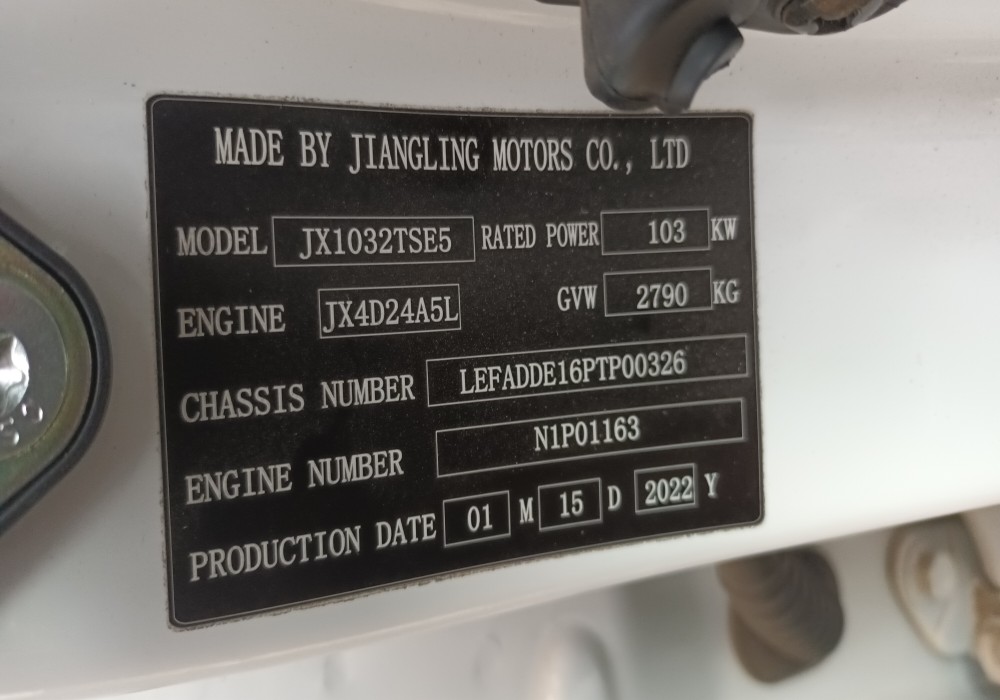 MADE BY JIANGLING MOTORS CO., LTD
MODEL JX1032TSE5 RATED POWER 103 KW
ENGINE JX4D24A5L GVW 2790 KG
CHASSIS NUMBER LEFADDE16PTP00326
ENGINE NUMBER N1P01163
PRODUCTION DATE 01 M 15 D 2022 Y